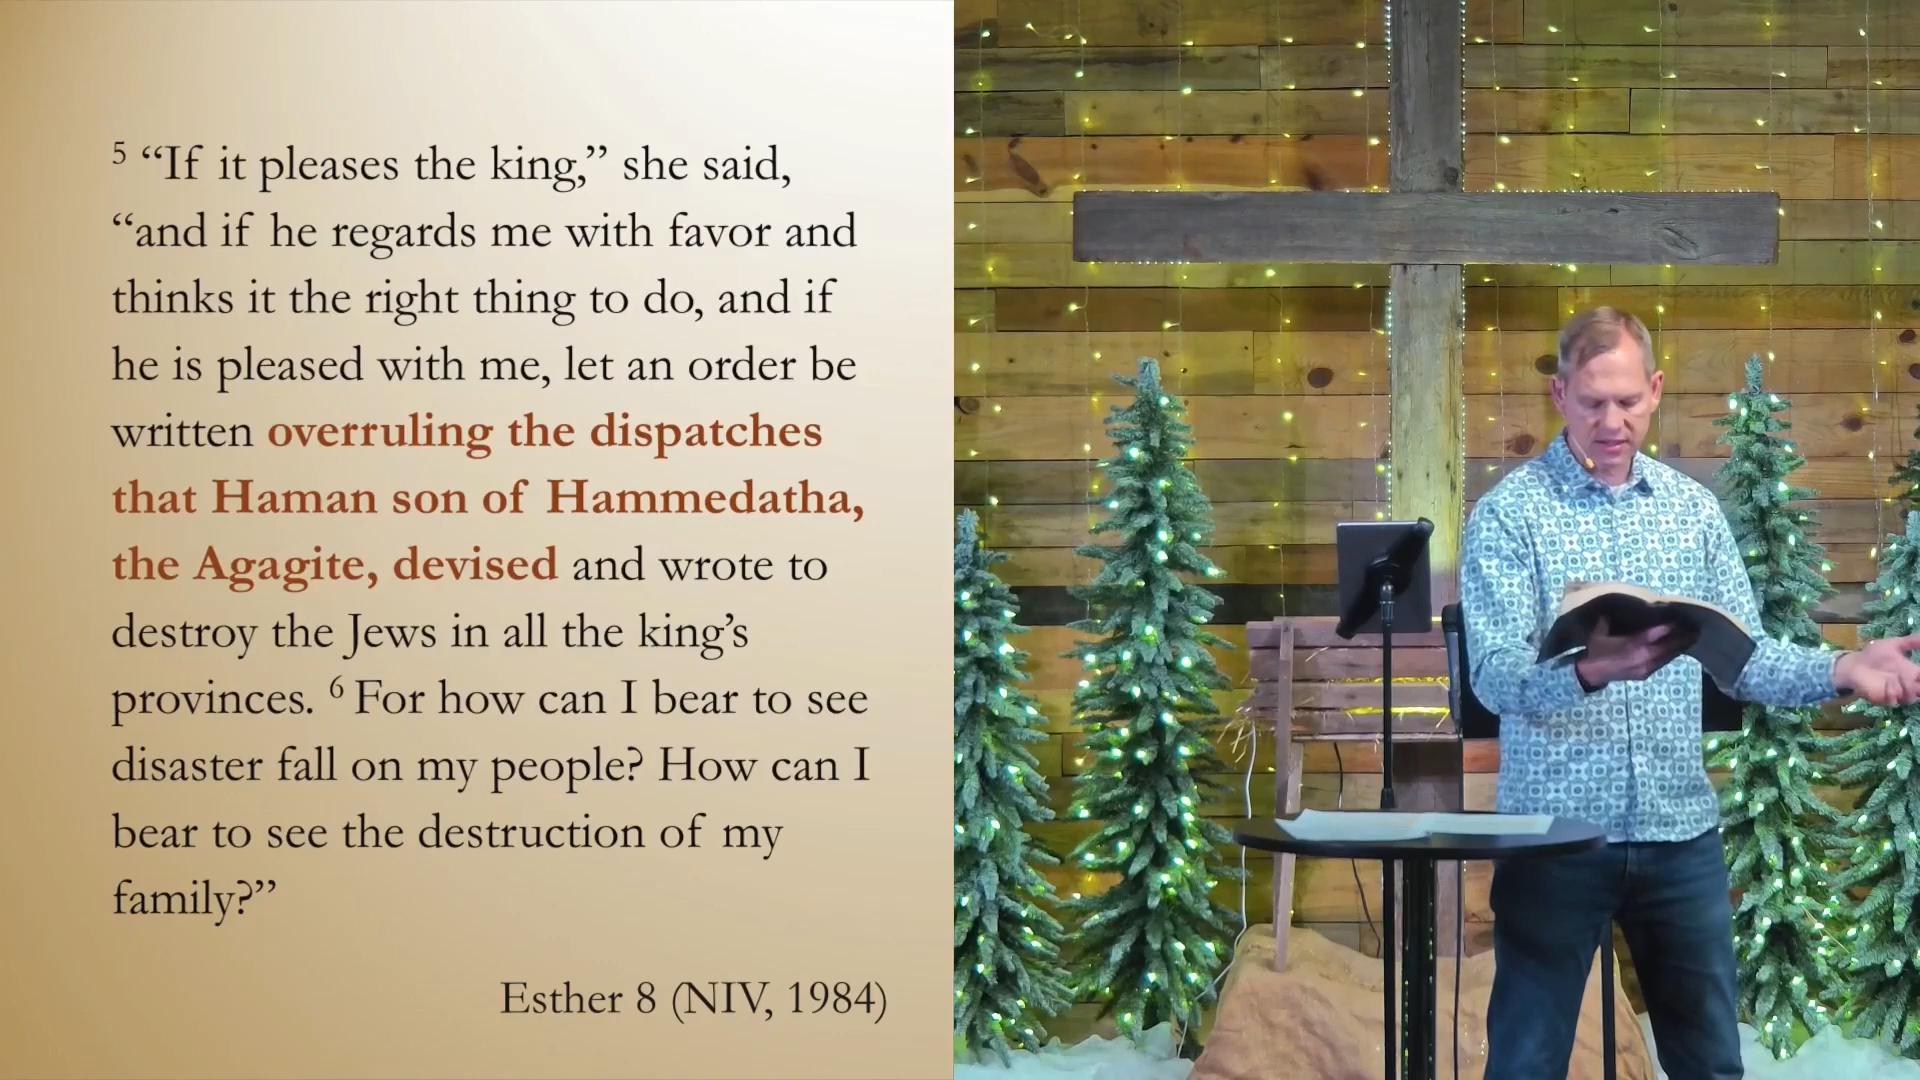 5 “If it pleases the king,” she said,
“and if he regards me with favor and
thinks it the right thing to do, and if
he is pleased with me, let an order be
written overruling the dispatches
that Haman son of Hammedatha,
the Agagite, devised and wrote to
destroy the Jews in all the king’s
provinces. 6 For how can I bear to see
disaster fall on my people? How can I
bear to see the destruction of my
family?”
Esther 8 (NIV, 1984)